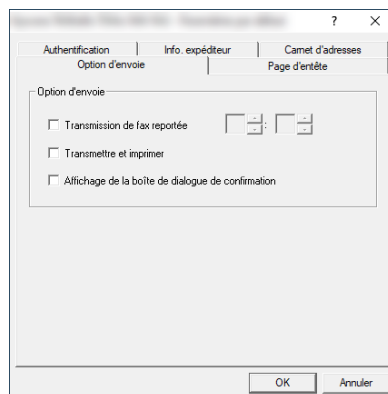 Authentification Info. expéditeur Carnet d'adresses
Option d'envoie Page d'entête
Option d'envoie
Transmission de fax reportée :
Transmettre et imprimer
Affichage de la boîte de dialogue de confirmation
OK Annuler